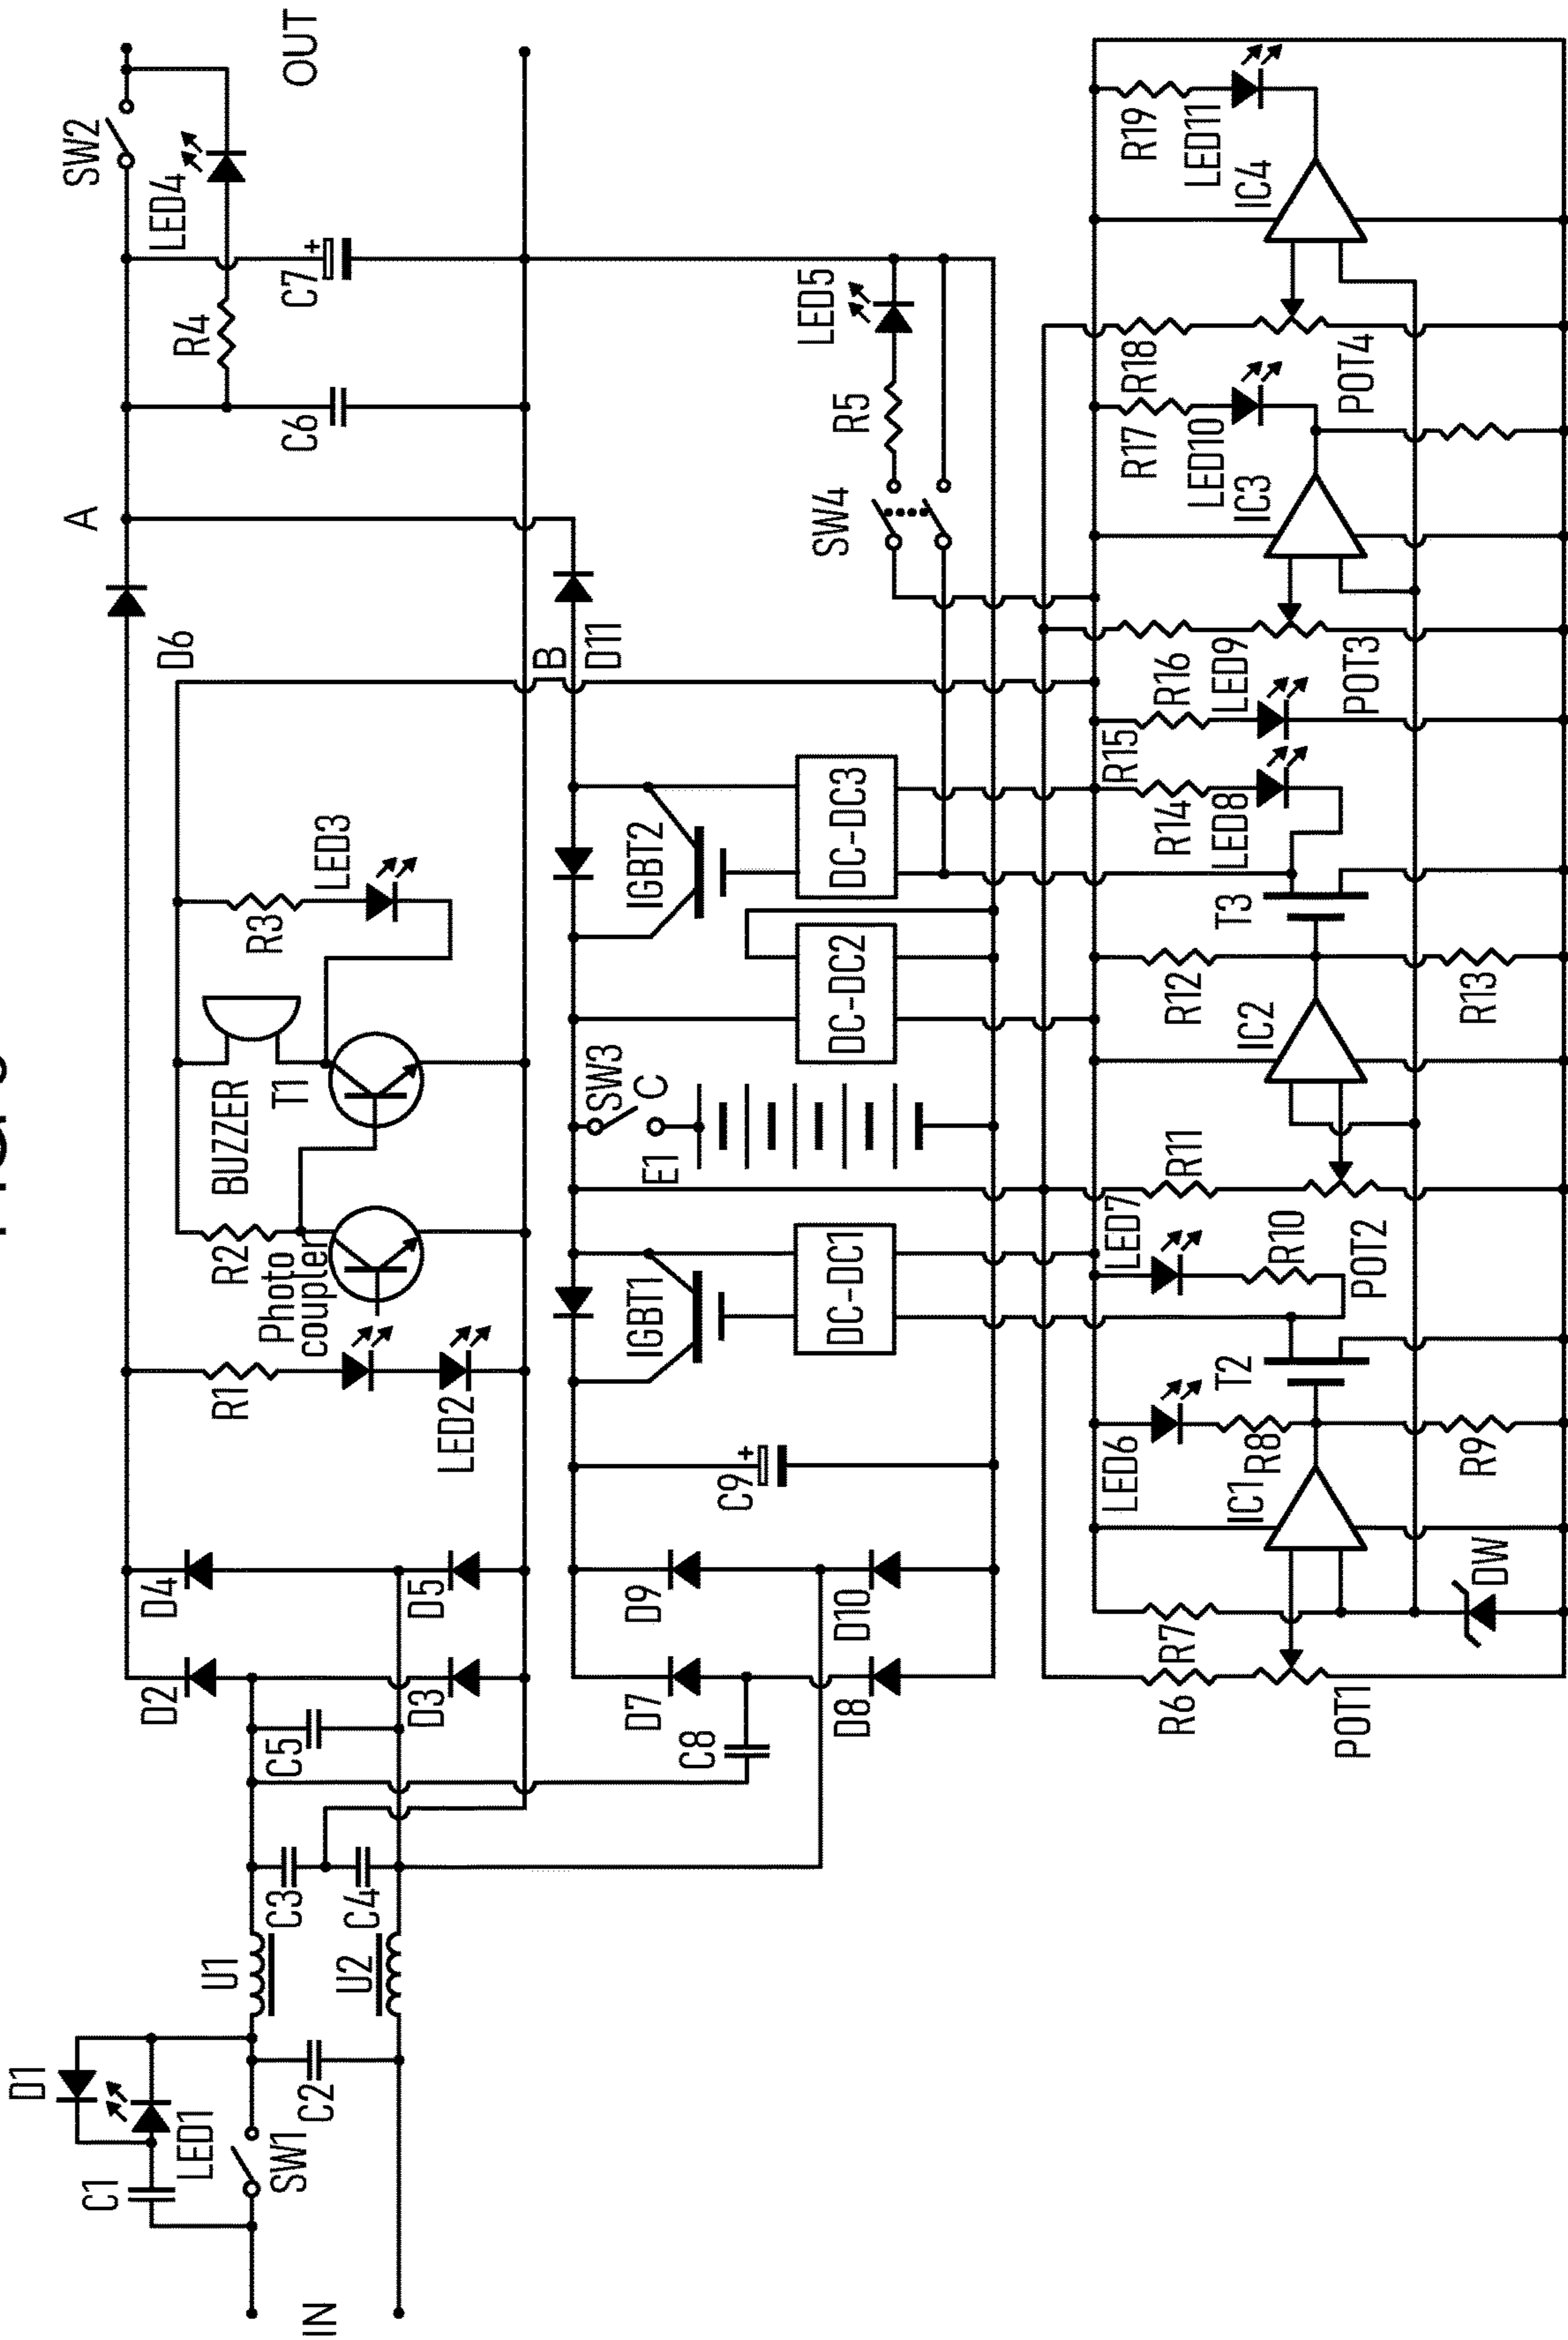 D1
C1
LED1
SW1
IN
C2
U1
U2
C3
C4
C5
D2
D3
D4
D5
R1
LED2
Photo
coupler
R2
BUZZER
T1
R3
LED3
D6
A
C6
R4
C7
+
LED4
SW2
OUT
C8
D7
D8
D9
D10
C9
+
IGBT1
DC-DC1
E1
SW3
C
DC-DC2
IGBT2
DC-DC3
B
D11
SW4
R5
LED5
R6
POT1
R7
DW
IC1
LED6
R8
R9
T2
LED7
R10
POT2
R11
IC2
R12
R13
T3
R14
LED8
R15
R16
LED9
POT3
IC3
R17
LED10
R18
POT4
IC4
R19
LED11